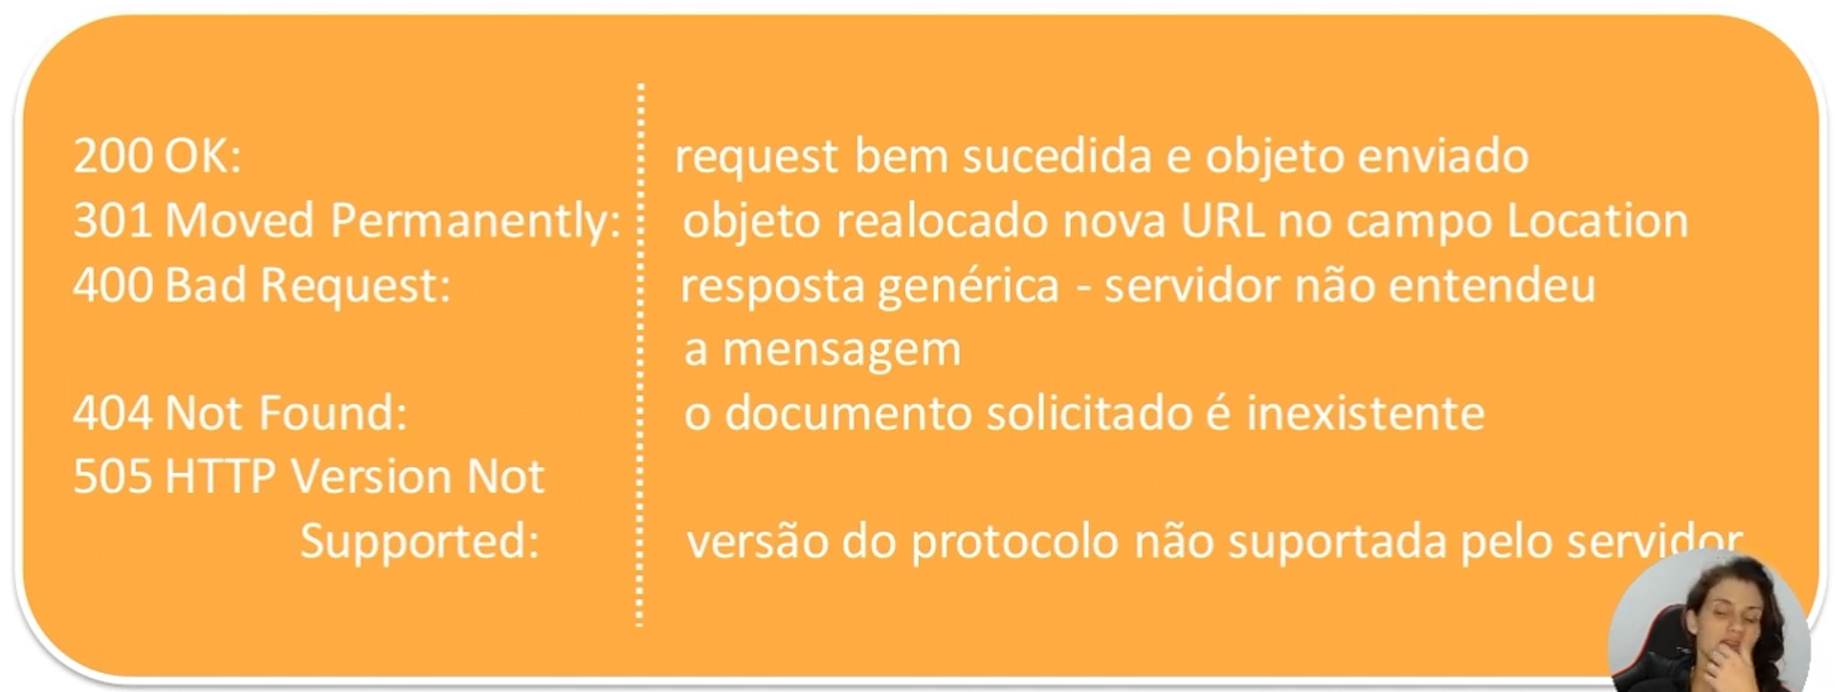 200 OK: request bem sucedida e objeto enviado
301 Moved Permanently: objeto realocado nova URL no campo Location
400 Bad Request: resposta genérica - servidor não entendeu
a mensagem
404 Not Found: o documento solicitado é inexistente
505 HTTP Version Not
Supported: versão do protocolo não suportada pelo servidor